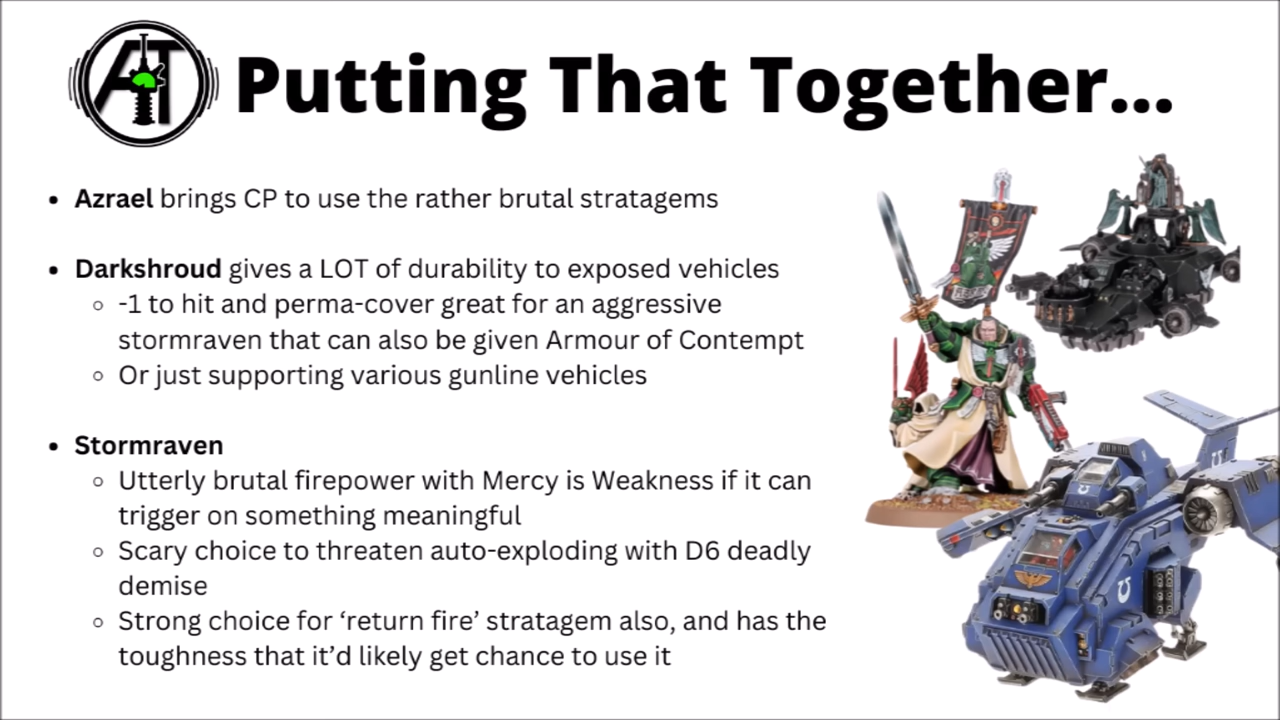 AT
Putting That Together...
• Azrael brings CP to use the rather brutal stratagems
• Darkshroud gives a LOT of durability to exposed vehicles
◦ -1 to hit and perma-cover great for an aggressive
stormraven that can also be given Armour of Contempt
◦ Or just supporting various gunline vehicles
• Stormraven
◦ Utterly brutal firepower with Mercy is Weakness if it can
trigger on something meaningful
◦ Scary choice to threaten auto-exploding with D6 deadly
demise
◦ Strong choice for ‘return fire’ stratagem also, and has the
toughness that it’d likely get chance to use it